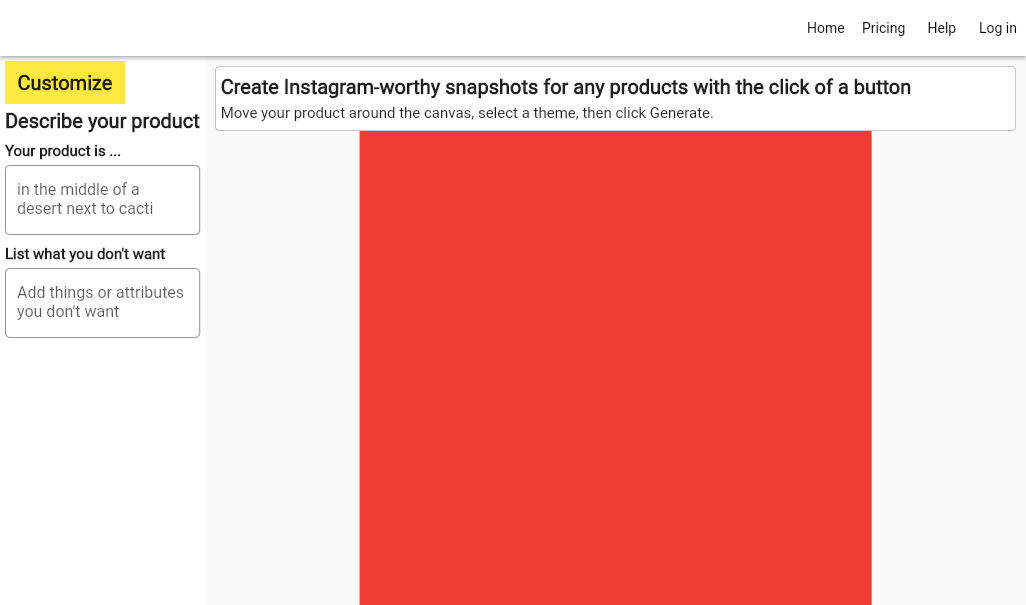 Home Pricing Help Log in
Customize
Describe your product
Your product is ...
in the middle of a
desert next to cacti
List what you don't want
Add things or attributes
you don't want
Create Instagram-worthy snapshots for any products with the click of a button
Move your product around the canvas, select a theme, then click Generate.